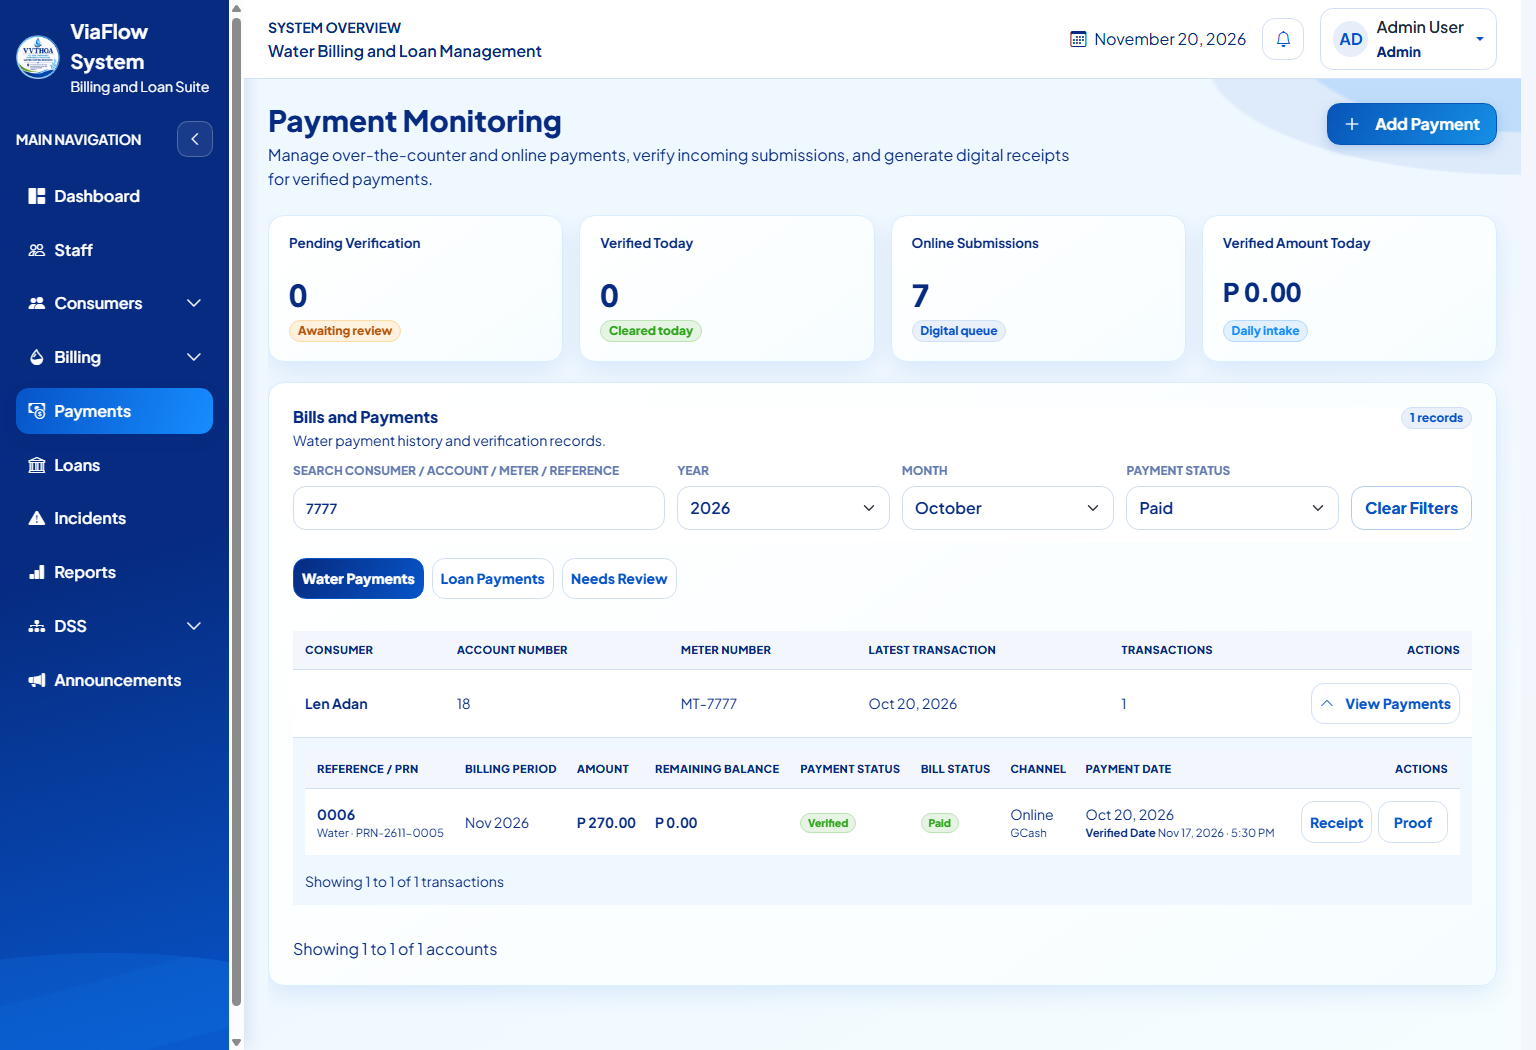 ViaFlow
System
Billing and Loan Suite
VVTHOA
MAIN NAVIGATION
Dashboard
Staff
Consumers
Billing
Payments
Loans
Incidents
Reports
DSS
Announcements
SYSTEM OVERVIEW
Water Billing and Loan Management
November 20, 2026
AD
Admin User
Admin
Payment Monitoring
Manage over-the-counter and online payments, verify incoming submissions, and generate digital receipts
for verified payments.
+ Add Payment
Pending Verification
0
Awaiting review
Verified Today
0
Cleared today
Online Submissions
7
Digital queue
Verified Amount Today
P 0.00
Daily intake
Bills and Payments
1 records
Water payment history and verification records.
SEARCH CONSUMER / ACCOUNT / METER / REFERENCE
YEAR
MONTH
PAYMENT STATUS
7777
2026
October
Paid
Clear Filters
Water Payments
Loan Payments
Needs Review
CONSUMER ACCOUNT NUMBER METER NUMBER LATEST TRANSACTION TRANSACTIONS ACTIONS
Len Adan 18 MT-7777 Oct 20, 2026 1 View Payments
REFERENCE / PRN BILLING PERIOD AMOUNT REMAINING BALANCE PAYMENT STATUS BILL STATUS CHANNEL PAYMENT DATE ACTIONS
0006
Water · PRN-2611-0005
Nov 2026
P 270.00
P 0.00
Verified
Paid
Online
GCash
Oct 20, 2026
Verified Date Nov 17, 2026 · 5:30 PM
Receipt
Proof
Showing 1 to 1 of 1 transactions
Showing 1 to 1 of 1 accounts